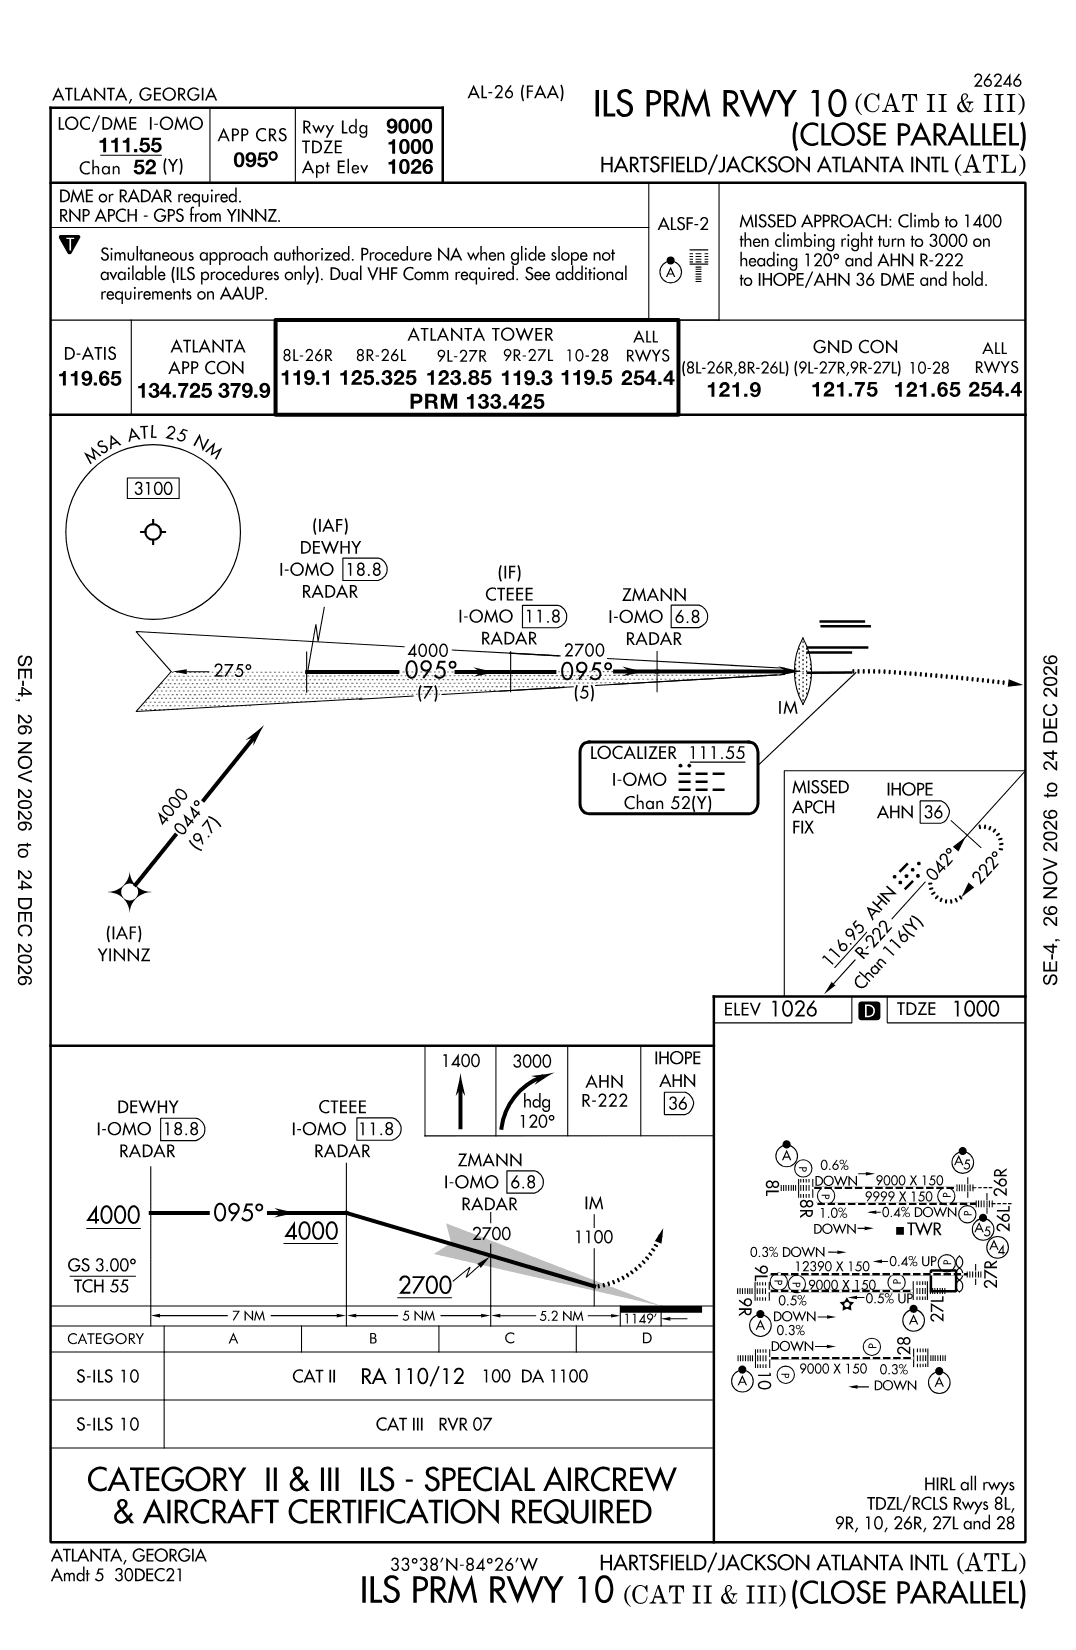 26246
ATLANTA, GEORGIA
AL-26 (FAA)
ILS PRM RWY 10 (CAT II & III)
(CLOSE PARALLEL)
HARTSFIELD/JACKSON ATLANTA INTL (ATL)
LOC/DME I-OMO
111.55
Chan 52 (Y)
APP CRS
095°
Rwy Ldg 9000
TDZE 1000
Apt Elev 1026
DME or RADAR required.
RNP APCH - GPS from YINNZ.
T
Simultaneous approach authorized. Procedure NA when glide slope not
available (ILS procedures only). Dual VHF Comm required. See additional
requirements on AAUP.
ALSF-2
A
MISSED APPROACH: Climb to 1400
then climbing right turn to 3000 on
heading 120° and AHN R-222
to IHOPE/AHN 36 DME and hold.
D-ATIS
119.65
ATLANTA
APP CON
134.725 379.9
ATLANTA TOWER
8L-26R 8R-26L 9L-27R 9R-27L 10-28 ALL RWYS
119.1 125.325 123.85 119.3 119.5 254.4
PRM 133.425
GND CON
(8L-26R,8R-26L) (9L-27R,9R-27L) 10-28 ALL RWYS
121.9 121.75 121.65 254.4
MSA ATL 25 NM
3100
(IAF)
DEWHY
I-OMO 18.8
RADAR
(IF)
CTEEE
I-OMO 11.8
RADAR
ZMANN
I-OMO 6.8
RADAR
275°
4000
095°
(7)
2700
095°
(5)
IM
LOCALIZER 111.55
I-OMO
Chan 52(Y)
4000
044°
(9.7)
(IAF)
YINNZ
MISSED
APCH
FIX
IHOPE
AHN 36
042°
222°
116.95 AHN
R-222
Chan 116(Y)
SE-4, 26 NOV 2026 to 24 DEC 2026
SE-4, 26 NOV 2026 to 24 DEC 2026
ELEV 1026
D
TDZE 1000
1400
3000
hdg
120°
AHN
R-222
IHOPE
AHN
36
DEWHY
I-OMO 18.8
RADAR
CTEEE
I-OMO 11.8
RADAR
ZMANN
I-OMO 6.8
RADAR
2700
IM
1100
4000
095°
4000
2700
GS 3.00°
TCH 55
7 NM
5 NM
5.2 NM
1149'
CATEGORY A B C D
S-ILS 10 CAT II RA 110/12 100 DA 1100
S-ILS 10 CAT III RVR 07
CATEGORY II & III ILS - SPECIAL AIRCREW
& AIRCRAFT CERTIFICATION REQUIRED
A
P
0.6%
DOWN
9000 X 150
A5
8L
26R
P
9999 X 150
P
8R
1.0%
DOWN
0.4% DOWN
P
26L
A5
TWR
A4
0.3% DOWN
12390 X 150
0.4% UP
P
9L
27R
P
P
9000 X 150
P
9R
0.5%
DOWN
0.5% UP
27L
A
A
0.3%
DOWN
P
28
10
P
9000 X 150
0.3%
DOWN
A
A
HIRL all rwys
TDZL/RCLS Rwys 8L,
9R, 10, 26R, 27L and 28
ATLANTA, GEORGIA
Amdt 5 30DEC21
33°38'N-84°26'W
HARTSFIELD/JACKSON ATLANTA INTL (ATL)
ILS PRM RWY 10 (CAT II & III) (CLOSE PARALLEL)